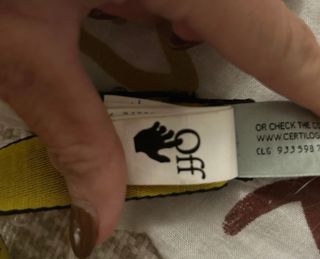 Off
OR CHECK THE
WWW.CERTILOG
CLG 933598